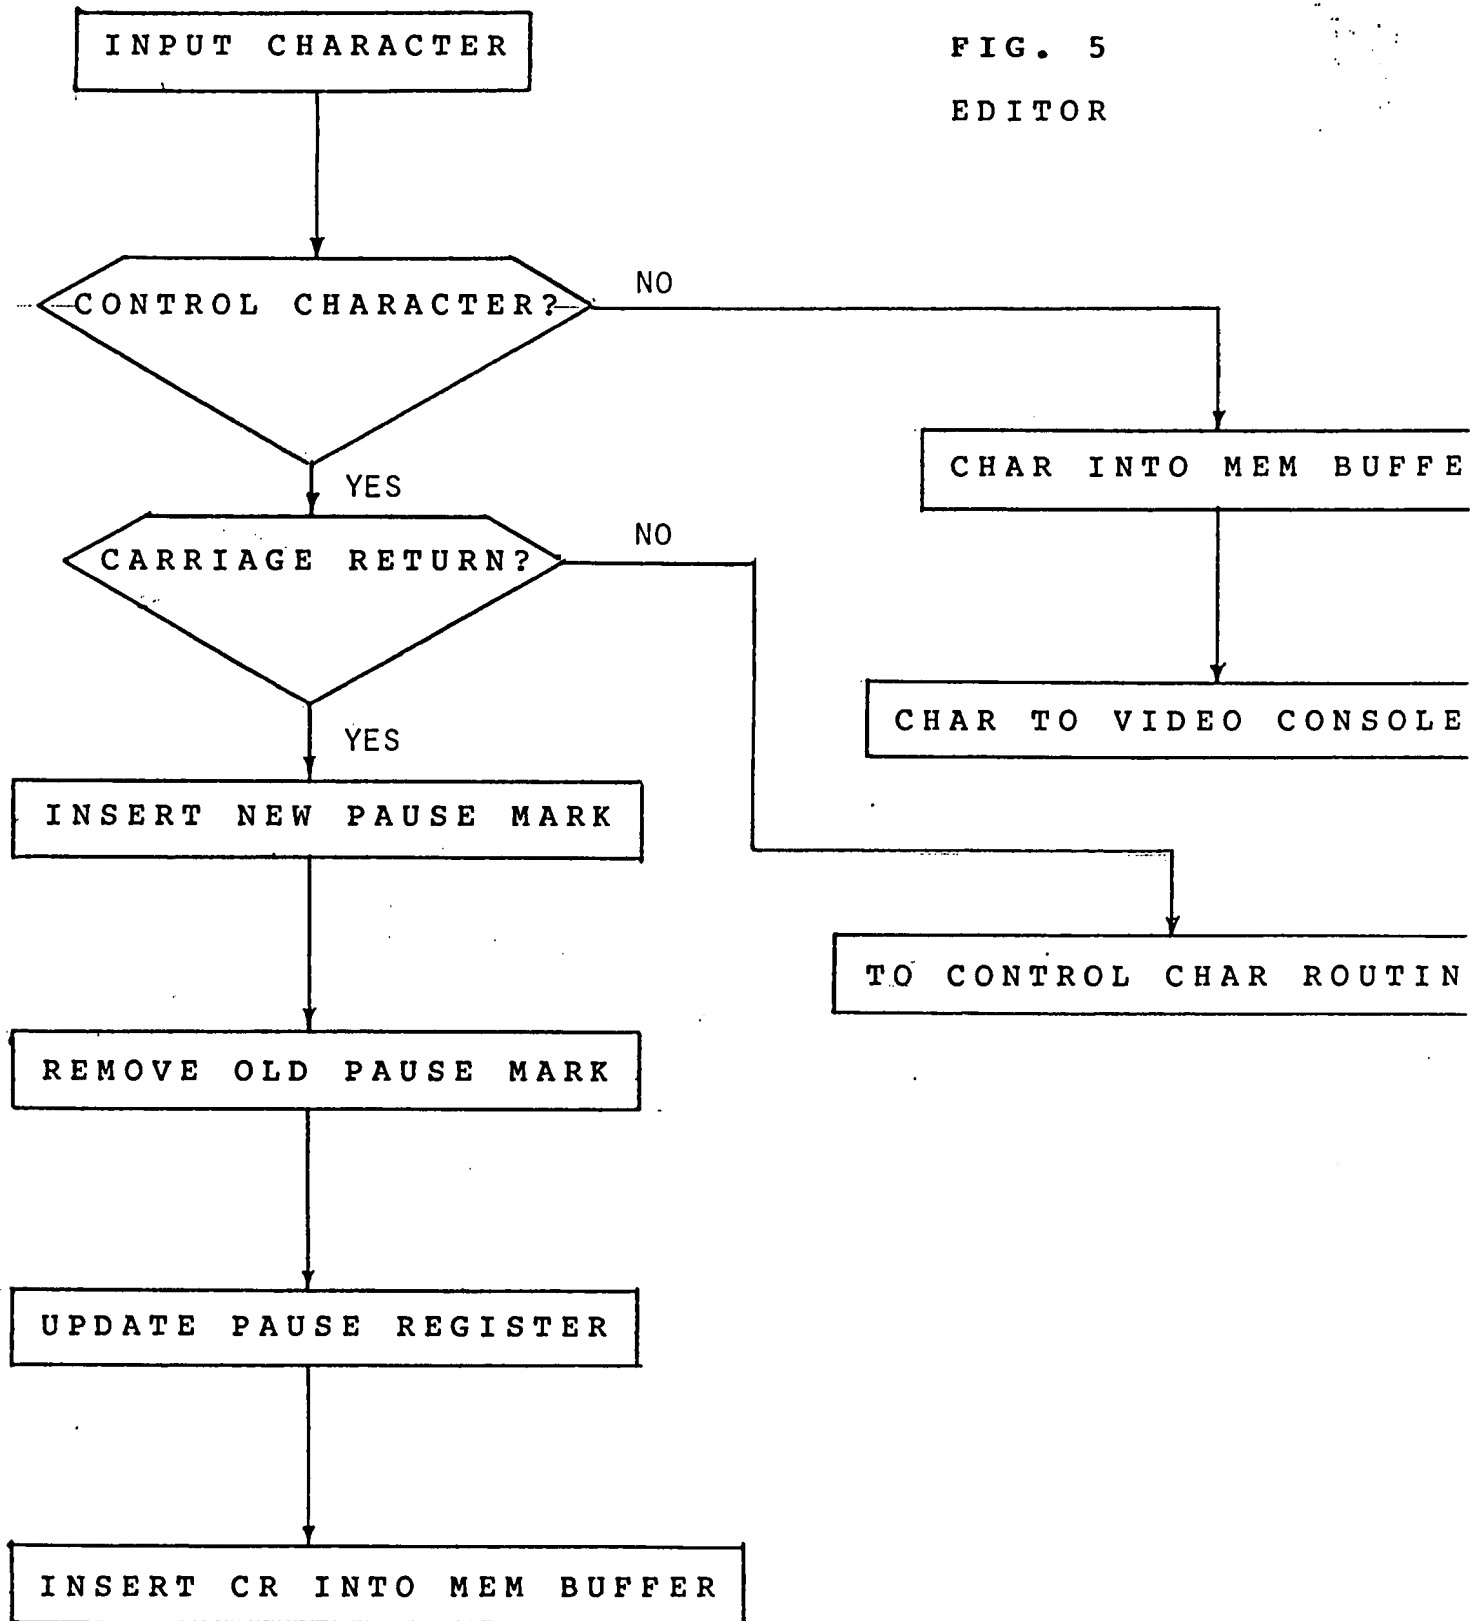 INPUT CHARACTER
FIG. 5
EDITOR
CONTROL CHARACTER?
NO
YES
CHAR INTO MEM BUFFE
CARRIAGE RETURN?
NO
CHAR TO VIDEO CONSOLE
YES
INSERT NEW PAUSE MARK
TO CONTROL CHAR ROUTIN
REMOVE OLD PAUSE MARK
UPDATE PAUSE REGISTER
INSERT CR INTO MEM BUFFER